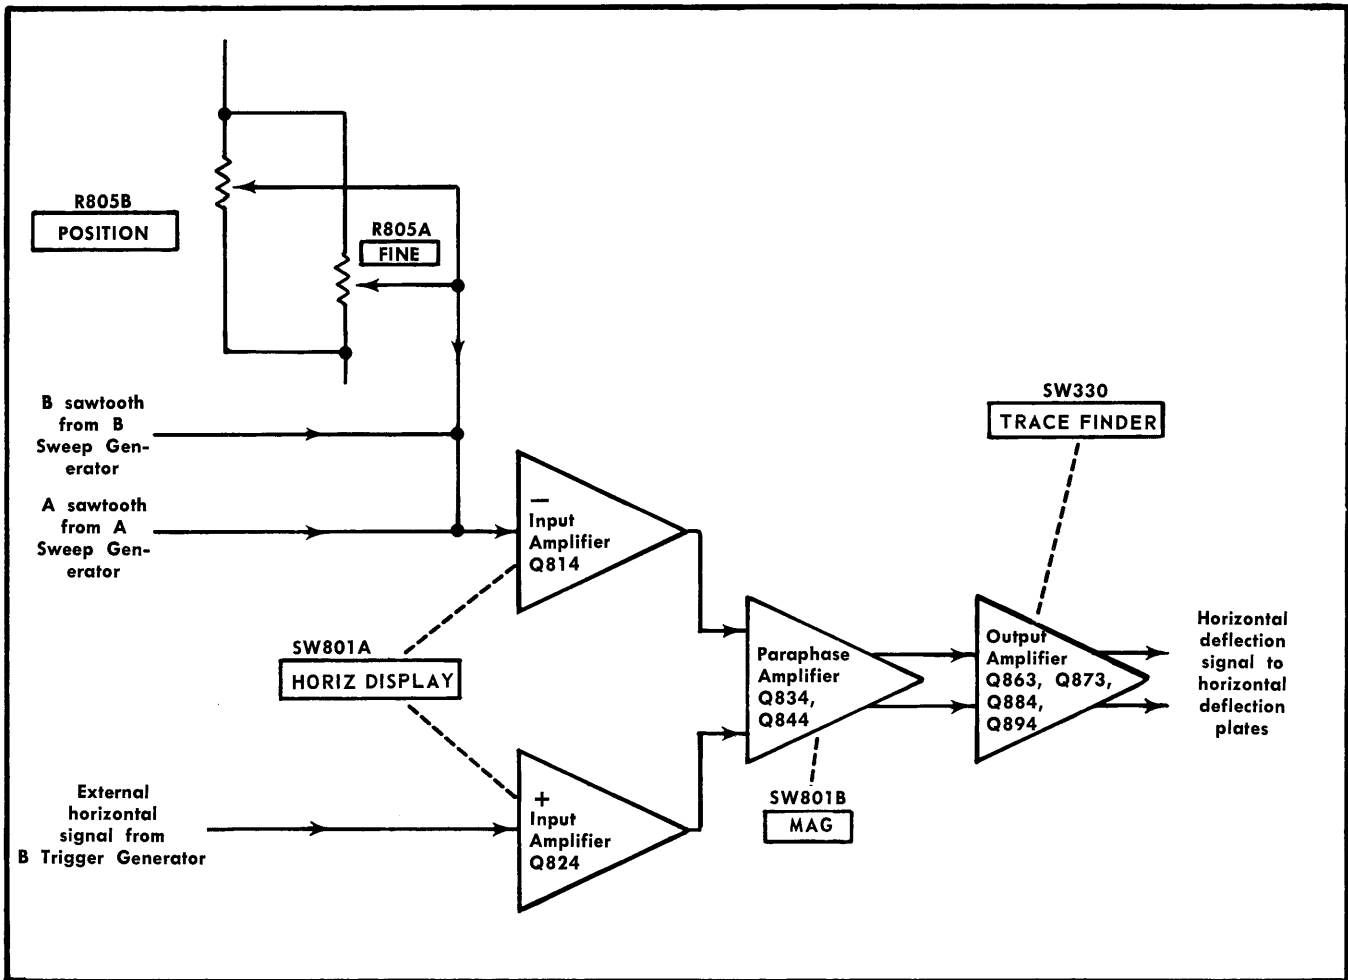 R805B
POSITION
R805A
FINE
B sawtooth
from B
Sweep Gen-
erator
A sawtooth
from A
Sweep Gen-
erator
−
Input
Amplifier
Q814
SW801A
HORIZ DISPLAY
External
horizontal
signal from
B Trigger Generator
+
Input
Amplifier
Q824
Paraphase
Amplifier
Q834,
Q844
SW801B
MAG
SW330
TRACE FINDER
Output
Amplifier
Q863, Q873,
Q884,
Q894
Horizontal
deflection
signal to
horizontal
deflection
plates